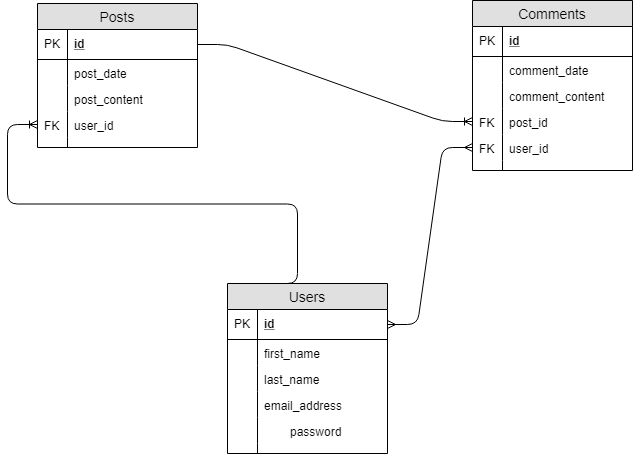 Posts
PK id
post_date
post_content
FK user_id
Comments
PK id
comment_date
comment_content
FK post_id
FK user_id
Users
PK id
first_name
last_name
email_address
password